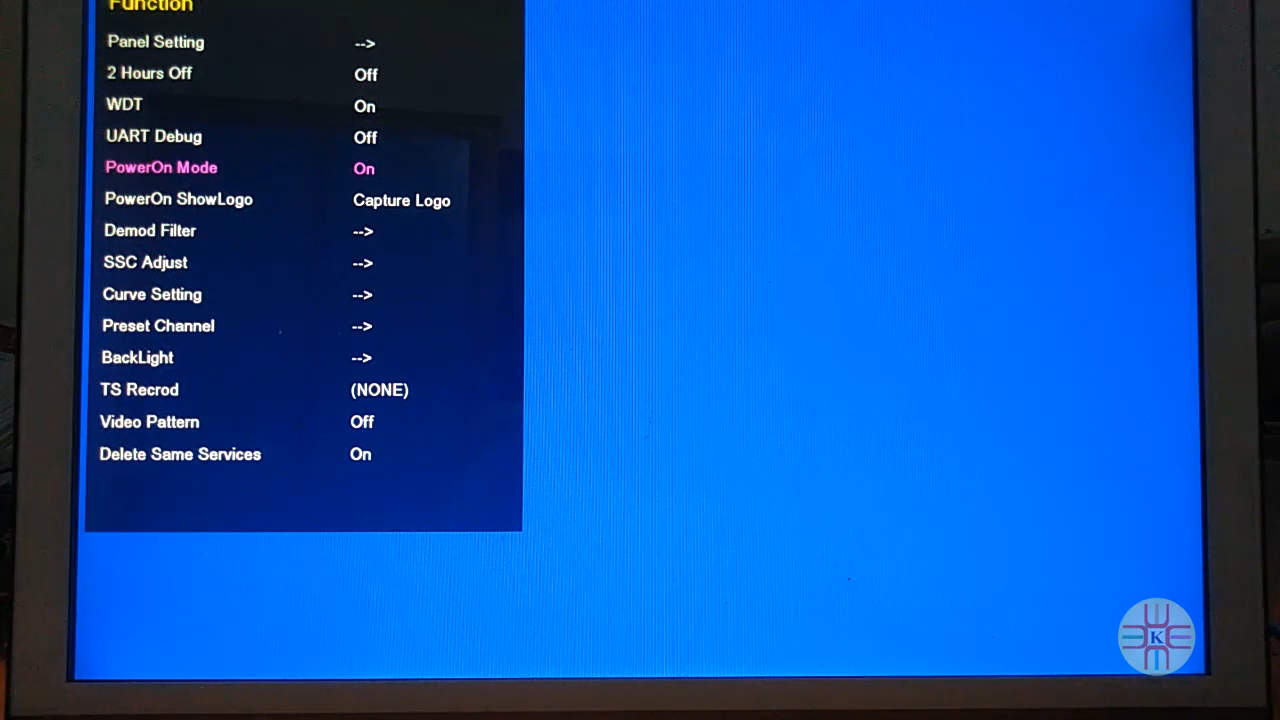 Function
Panel Setting -->
2 Hours Off Off
WDT On
UART Debug Off
PowerOn Mode On
PowerOn ShowLogo Capture Logo
Demod Filter -->
SSC Adjust -->
Curve Setting -->
Preset Channel -->
BackLight -->
TS Recrod (NONE)
Video Pattern Off
Delete Same Services On
K